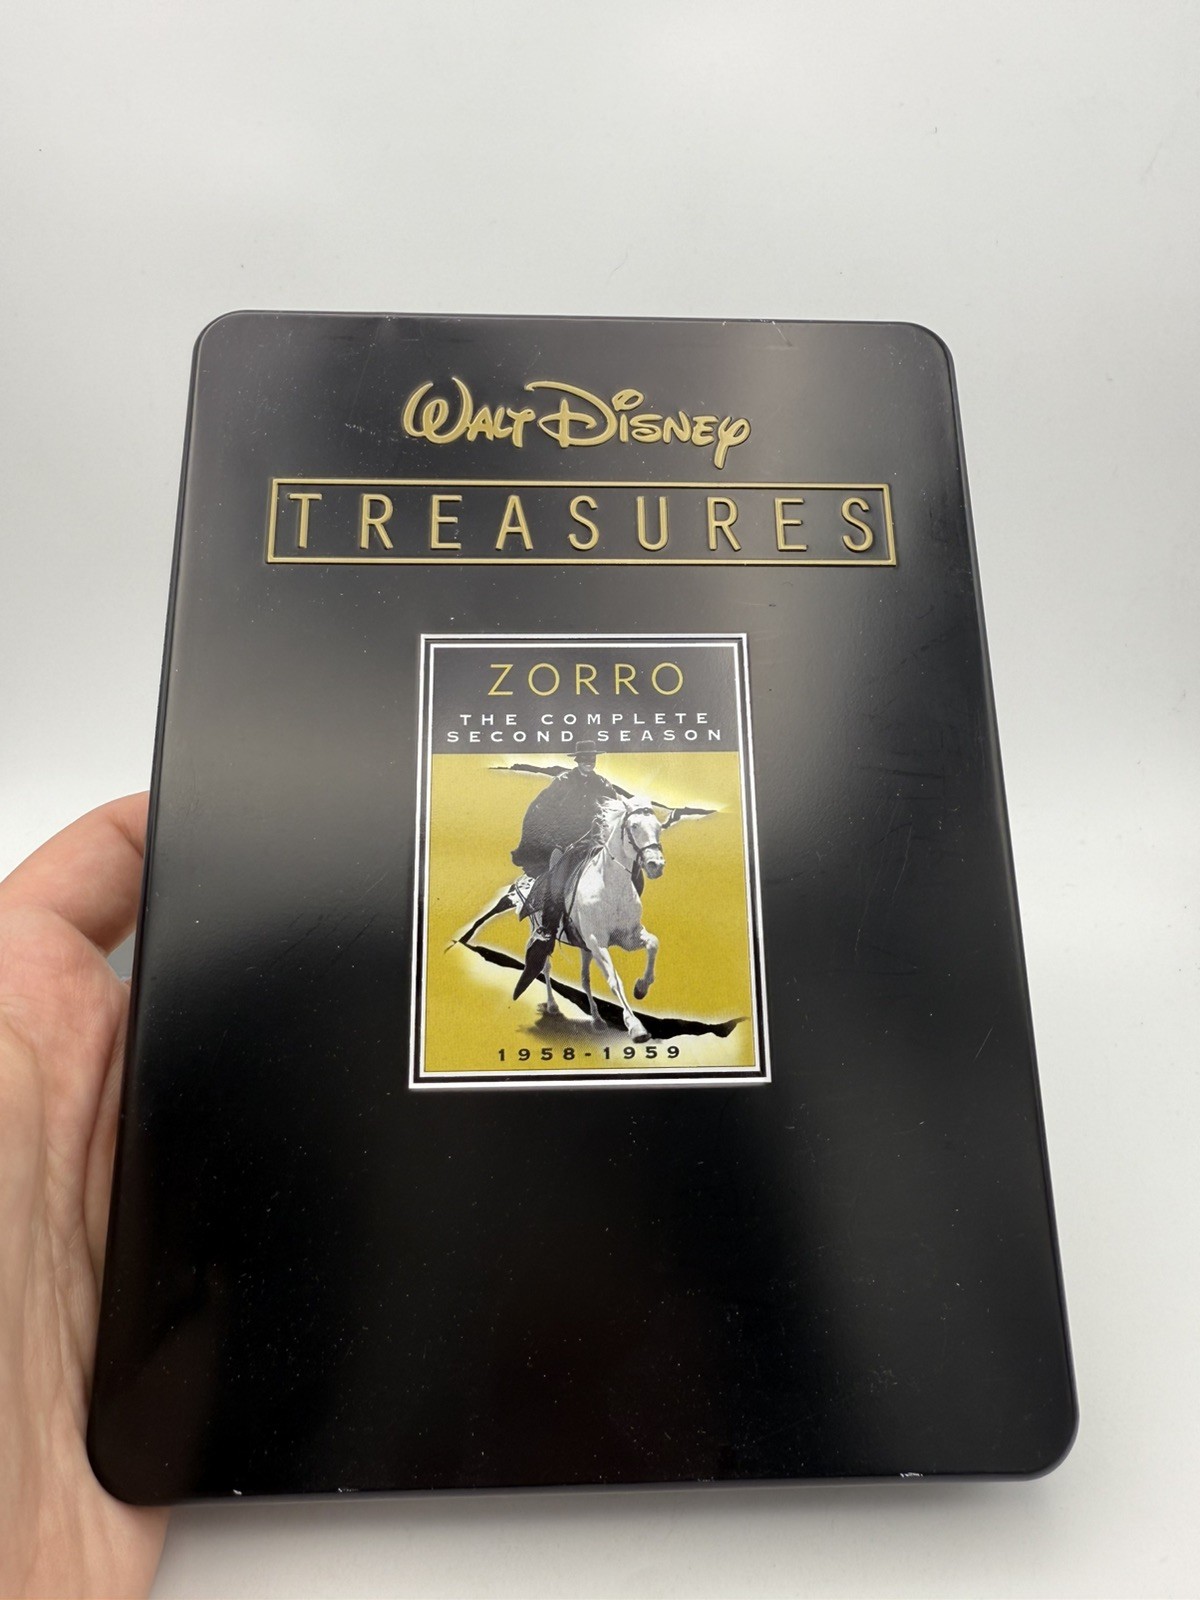 WALT DISNEY
TREASURES
ZORRO
THE COMPLETE
SECOND SEASON
1958-1959